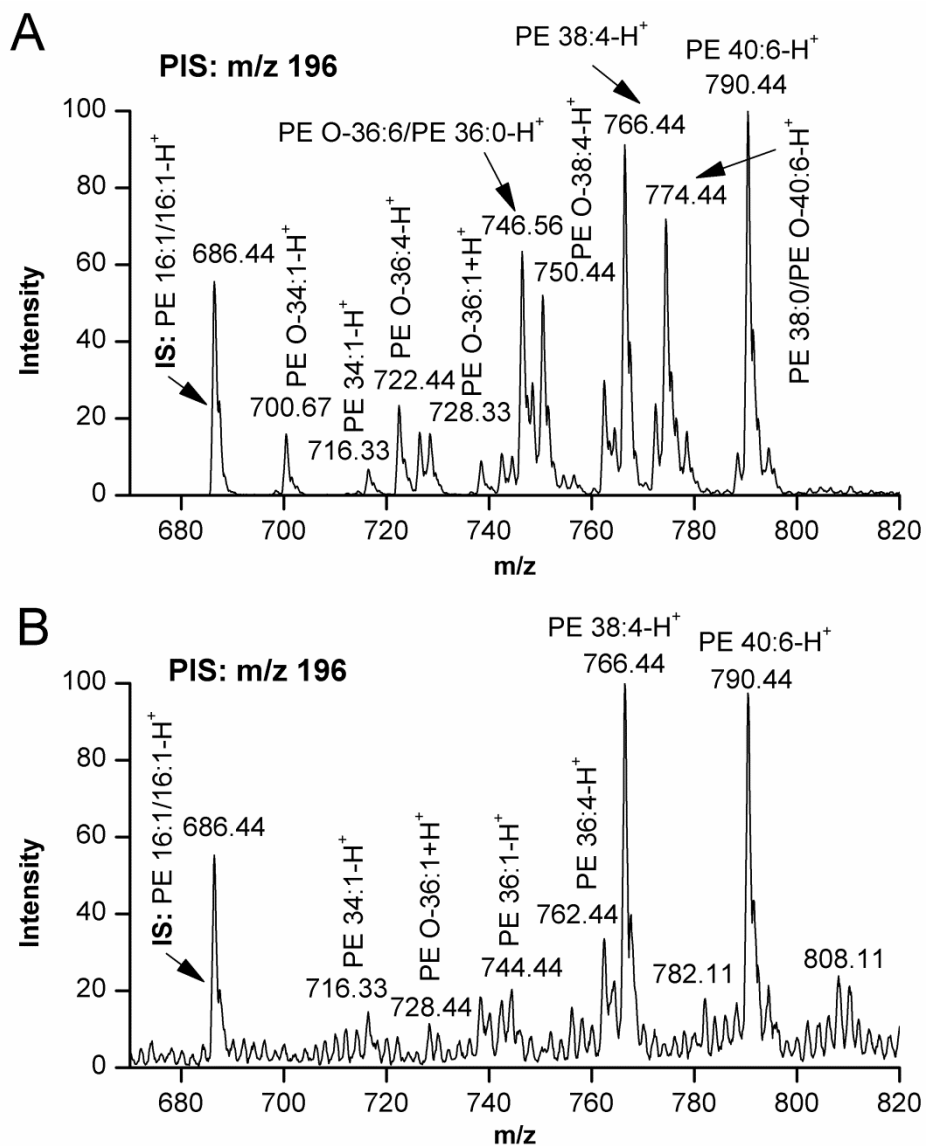 A
PIS: m/z 196
PE 38:4-H+
PE 40:6-H+
790.44
PE O-36:6/PE 36:0-H+
766.44
774.44
746.56
750.44
IS: PE 16:1/16:1-H+
686.44
PE O-34:1-H+
700.67
PE 34:1-H+
716.33
PE O-36:4-H+
722.44
PE O-36:1+H+
728.33
PE O-38:4-H+
PE 38:0/PE O-40:6-H+
Intensity
100
80
60
40
20
0
680 700 720 740 760 780 800 820
m/z
B
PIS: m/z 196
PE 38:4-H+
766.44
PE 40:6-H+
790.44
IS: PE 16:1/16:1-H+
686.44
PE 34:1-H+
716.33
PE O-36:1+H+
728.44
PE 36:1-H+
744.44
PE 36:4-H+
762.44
782.11
808.11
Intensity
100
80
60
40
20
0
680 700 720 740 760 780 800 820
m/z